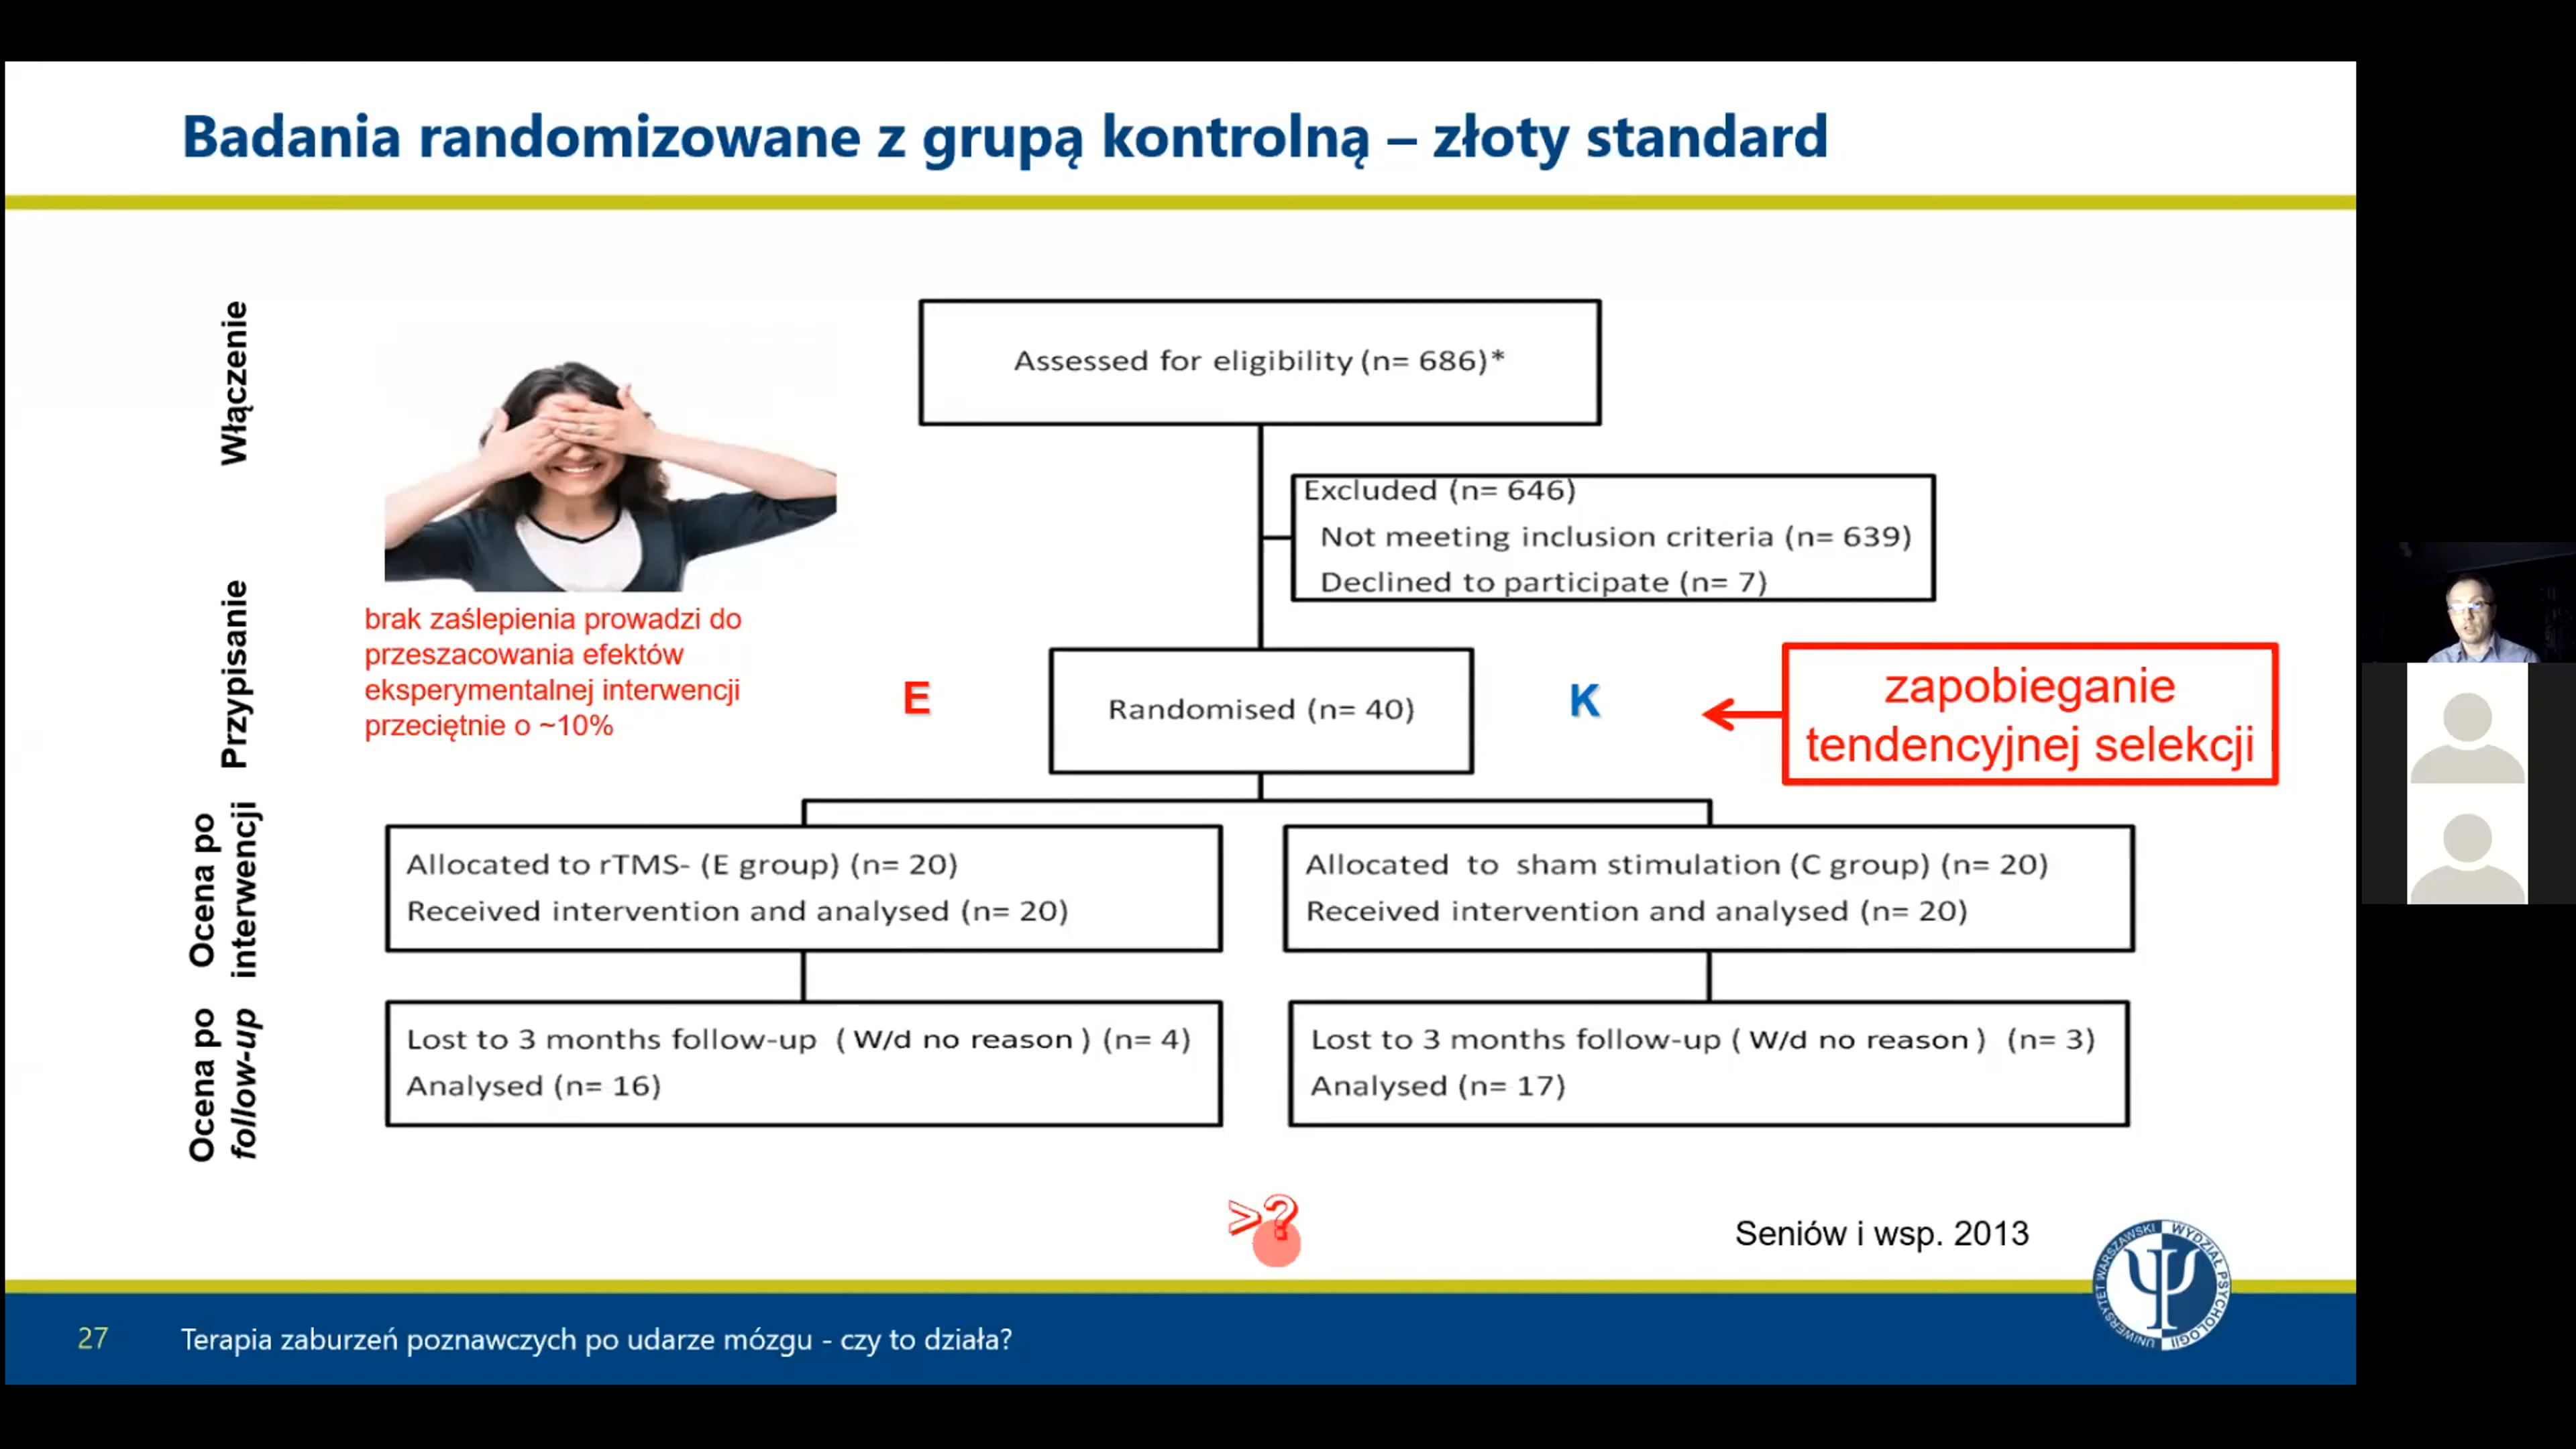 Badania randomizowane z grupą kontrolną – złoty standard
Włączenie
Assessed for eligibility (n= 686)*
Excluded (n= 646)
Not meeting inclusion criteria (n= 639)
Declined to participate (n= 7)
Przypisanie
brak zaślepienia prowadzi do
przeszacowania efektów
eksperymentalnej interwencji
przeciętnie o ~10%
E
Randomised (n= 40)
K
zapobieganie
tendencyjnej selekcji
Ocena po
interwencji
Allocated to rTMS- (E group) (n= 20)
Received intervention and analysed (n= 20)
Allocated to sham stimulation (C group) (n= 20)
Received intervention and analysed (n= 20)
Ocena po
follow-up
Lost to 3 months follow-up ( W/d no reason ) (n= 4)
Analysed (n= 16)
Lost to 3 months follow-up ( W/d no reason ) (n= 3)
Analysed (n= 17)
>?
Seniów i wsp. 2013
UNIWERSYTET WARSZAWSKI WYDZIAŁ PSYCHOLOGII
27
Terapia zaburzeń poznawczych po udarze mózgu - czy to działa?